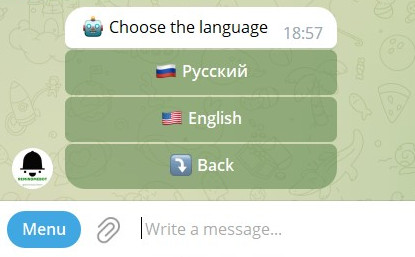 🤖 Choose the language
18:57
🇷🇺 Русский
🇺🇸 English
⤵️ Back
Menu
Write a message...